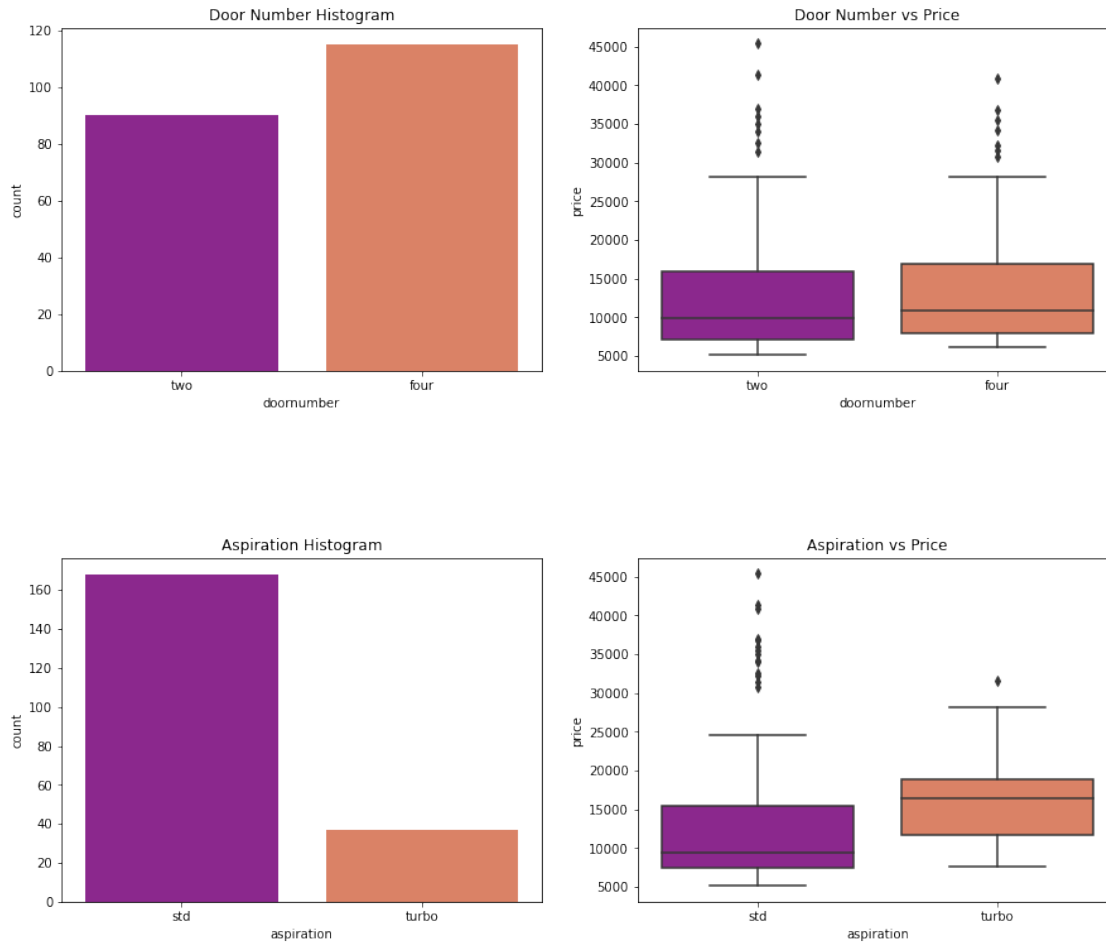 Door Number Histogram
120
100
80
60
40
20
0
count
two
four
doornumber
Door Number vs Price
45000
40000
35000
30000
25000
20000
15000
10000
5000
price
two
four
doornumber
Aspiration Histogram
160
140
120
100
80
60
40
20
0
count
std
turbo
aspiration
Aspiration vs Price
45000
40000
35000
30000
25000
20000
15000
10000
5000
price
std
turbo
aspiration